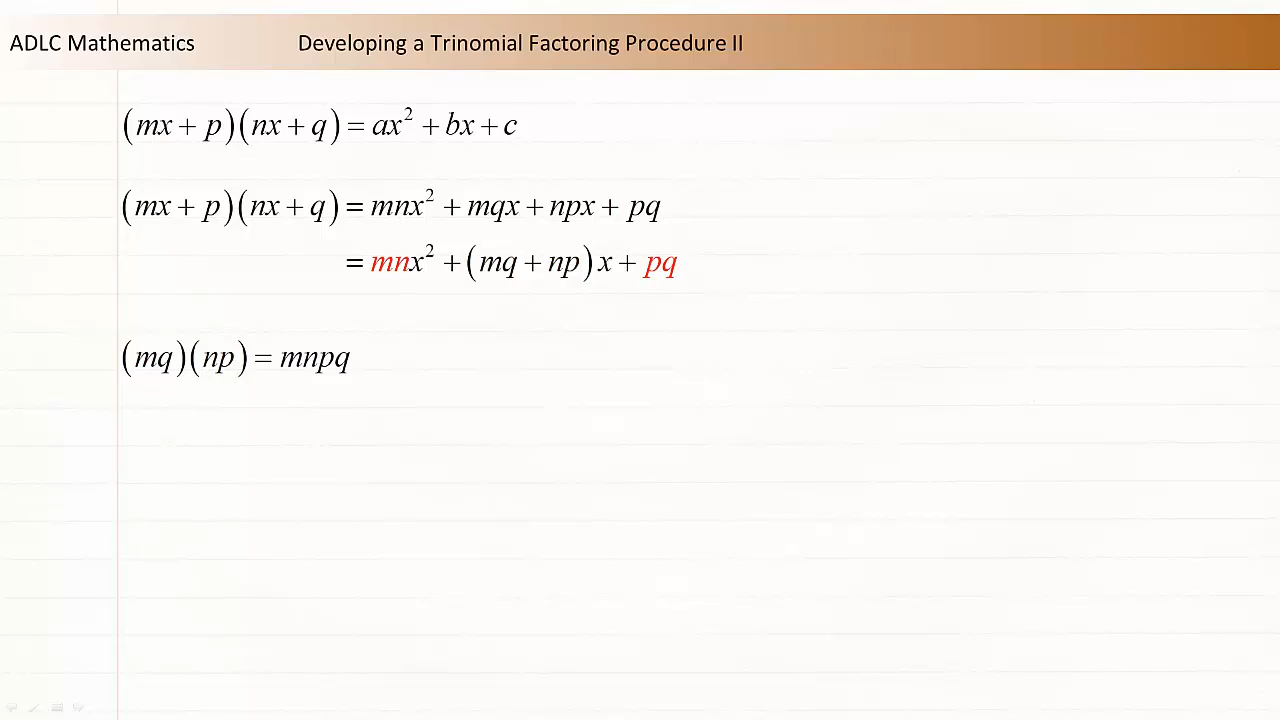 ADLC Mathematics Developing a Trinomial Factoring Procedure II
(mx + p)(nx + q) = ax² + bx + c
(mx + p)(nx + q) = mnx² + mqx + npx + pq
= mnx² + (mq + np)x + pq
(mq)(np) = mnpq